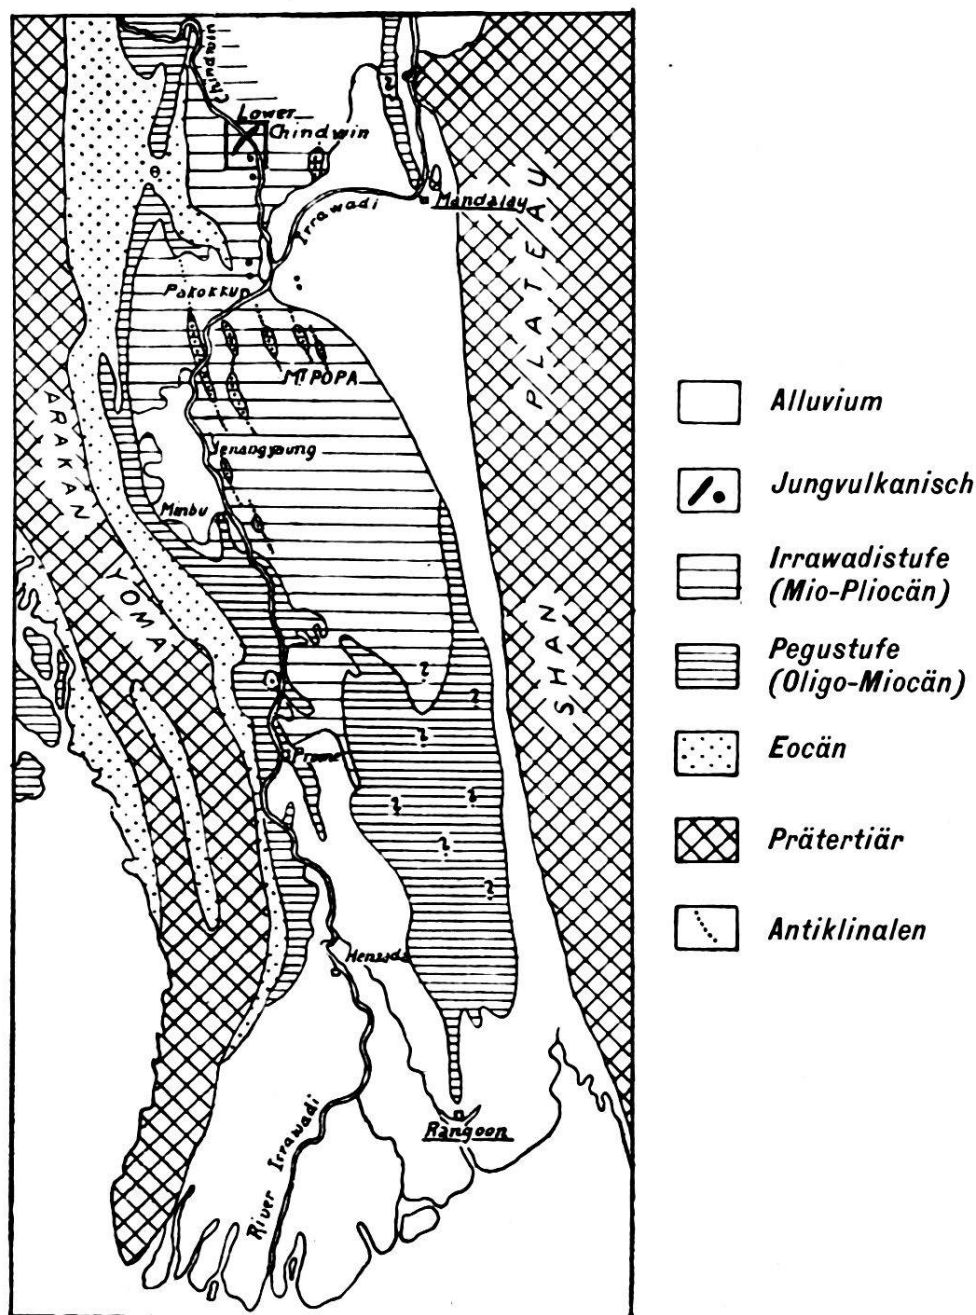 Chindwin
Lower
Chindwin
Irrawadi
Mandalay
Pakokku
Mt POPA
Jenangyaung
Minbu
ARAKAN YOMA
SHAN PLATEAU
Prome
Henzada
Rangoon
River Irrawadi
Alluvium
Jungvulkanisch
Irrawadistufe
(Mio-Pliocän)
Pegustufe
(Oligo-Miocän)
Eocän
Prätertiär
Antiklinalen